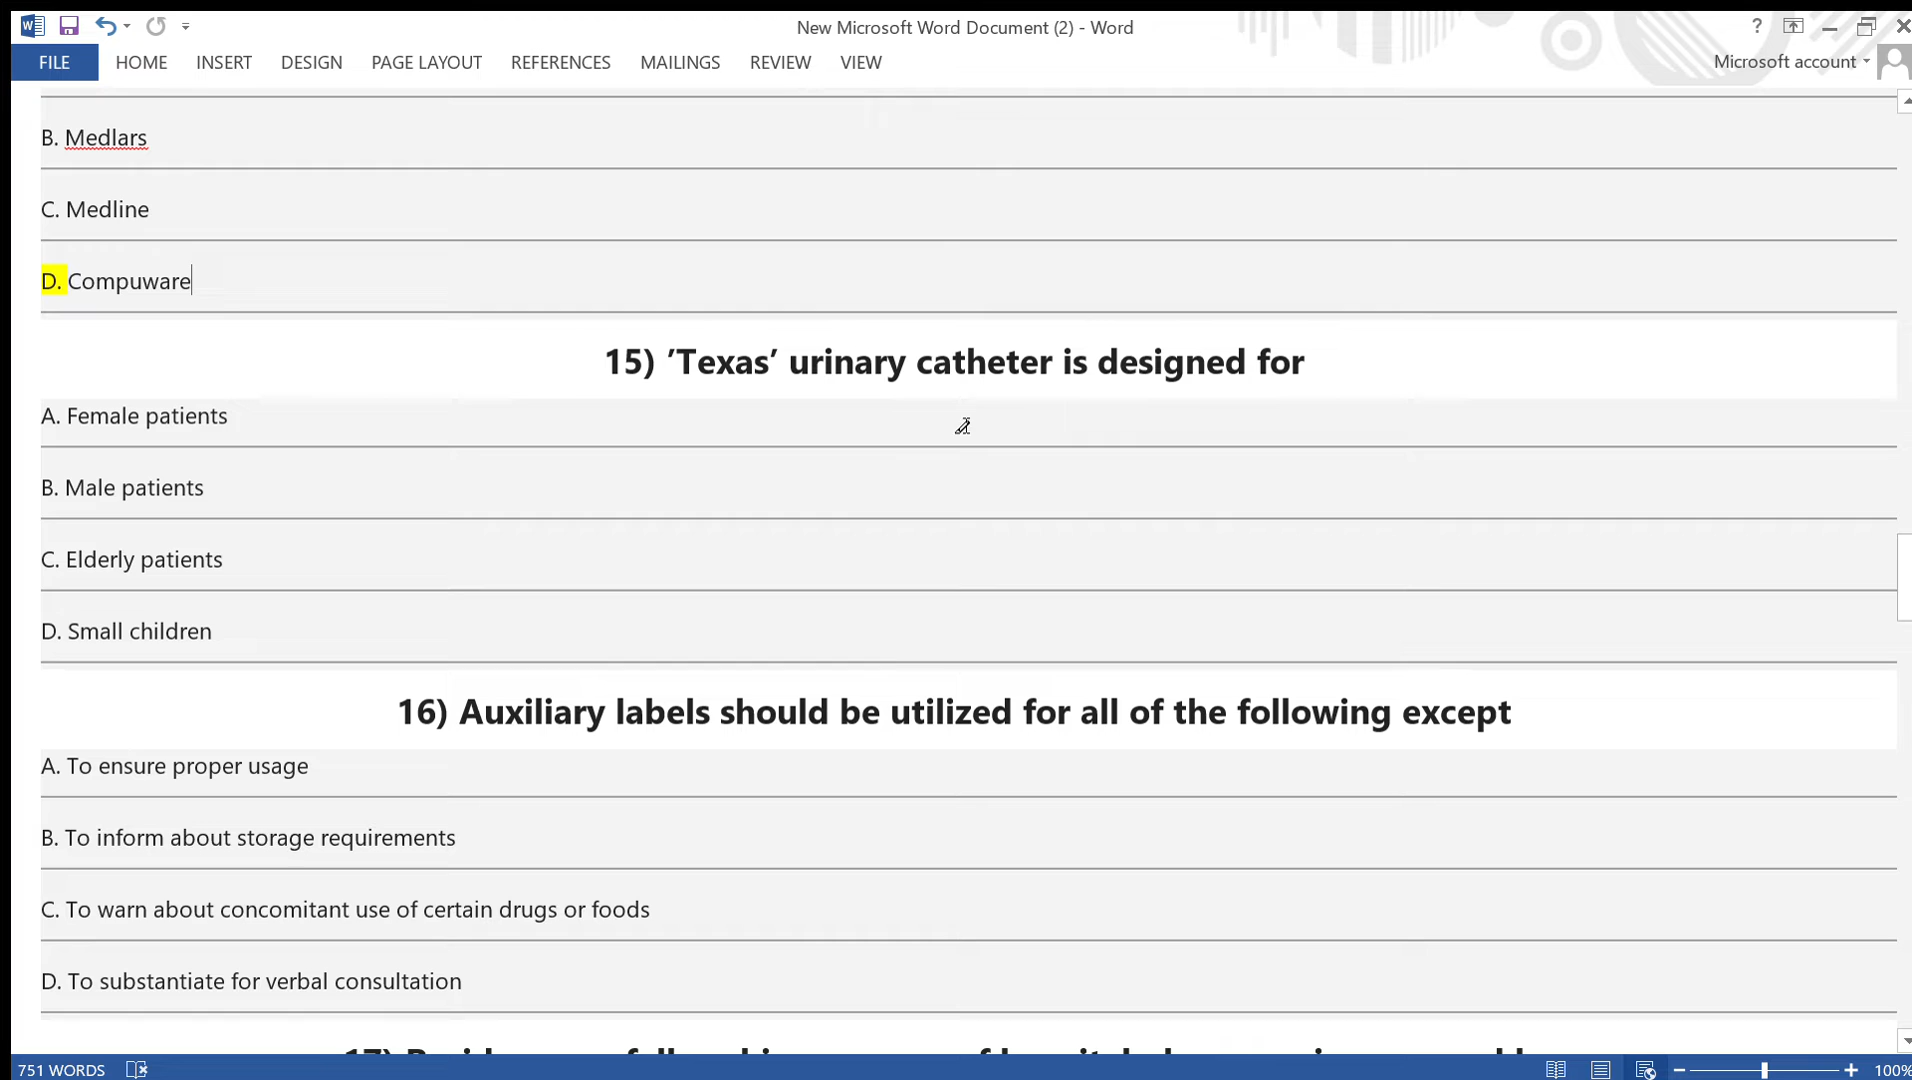 New Microsoft Word Document (2) - Word
FILE HOME INSERT DESIGN PAGE LAYOUT REFERENCES MAILINGS REVIEW VIEW Microsoft account
B. Medlars
C. Medline
D. Compuware
15) ’Texas’ urinary catheter is designed for
A. Female patients
B. Male patients
C. Elderly patients
D. Small children
16) Auxiliary labels should be utilized for all of the following except
A. To ensure proper usage
B. To inform about storage requirements
C. To warn about concomitant use of certain drugs or foods
D. To substantiate for verbal consultation
17)
751 WORDS 100%